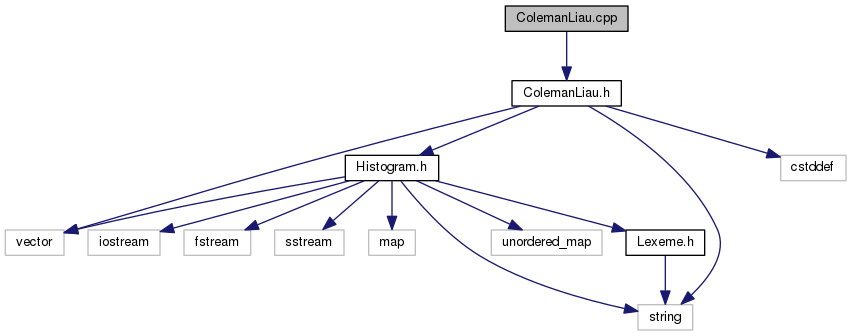 ColemanLiau.cpp
ColemanLiau.h
Histogram.h
cstddef
vector
iostream
fstream
sstream
map
unordered_map
Lexeme.h
string